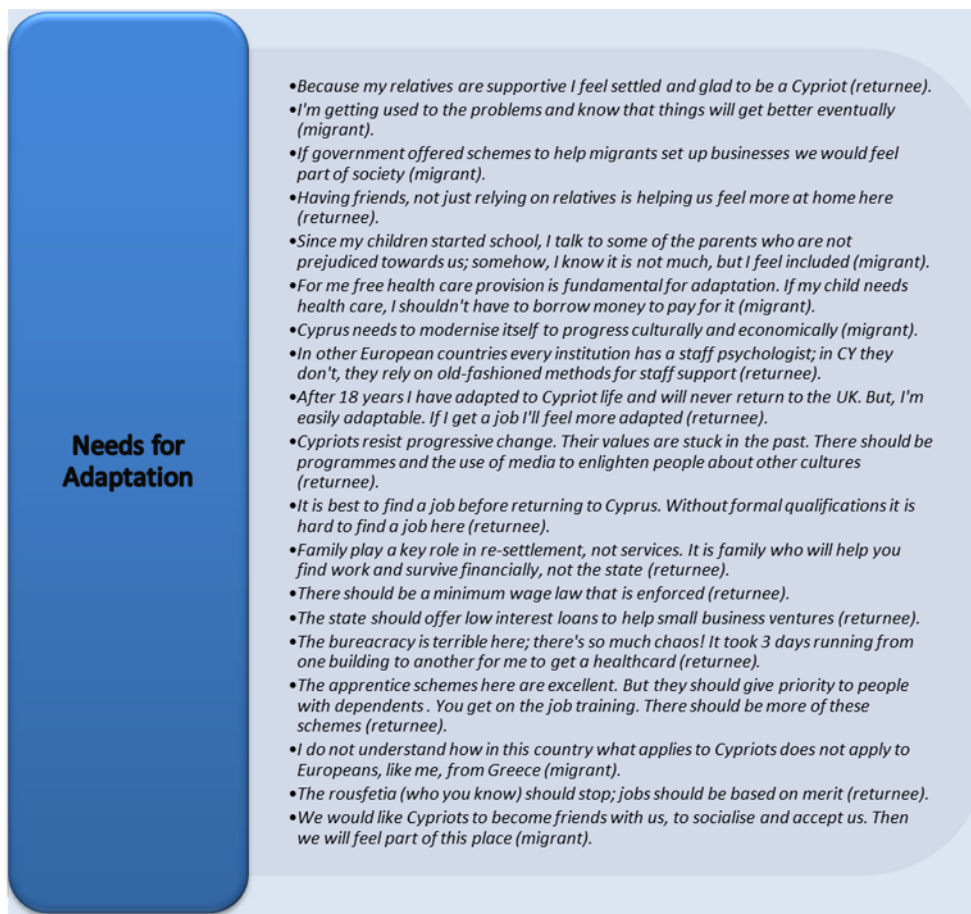 Needs for
Adaptation
•Because my relatives are supportive I feel settled and glad to be a Cypriot (returnee).
•I'm getting used to the problems and know that things will get better eventually
(migrant).
•If government offered schemes to help migrants set up businesses we would feel
part of society (migrant).
•Having friends, not just relying on relatives is helping us feel more at home here
(returnee).
•Since my children started school, I talk to some of the parents who are not
prejudiced towards us; somehow, I know it is not much, but I feel included (migrant).
•For me free health care provision is fundamental for adaptation. If my child needs
health care, I shouldn't have to borrow money to pay for it (migrant).
•Cyprus needs to modernise itself to progress culturally and economically (migrant).
•In other European countries every institution has a staff psychologist; in CY they
don't, they rely on old-fashioned methods for staff support (returnee).
•After 18 years I have adapted to Cypriot life and will never return to the UK. But, I'm
easily adaptable. If I get a job I'll feel more adapted (returnee).
•Cypriots resist progressive change. Their values are stuck in the past. There should be
programmes and the use of media to enlighten people about other cultures
(returnee).
•It is best to find a job before returning to Cyprus. Without formal qualifications it is
hard to find a job here (returnee).
•Family play a key role in re-settlement, not services. It is family who will help you
find work and survive financially, not the state (returnee).
•There should be a minimum wage law that is enforced (returnee).
•The state should offer low interest loans to help small business ventures (returnee).
•The bureacracy is terrible here; there's so much chaos! It took 3 days running from
one building to another for me to get a healthcard (returnee).
•The apprentice schemes here are excellent. But they should give priority to people
with dependents . You get on the job training. There should be more of these
schemes (returnee).
•I do not understand how in this country what applies to Cypriots does not apply to
Europeans, like me, from Greece (migrant).
•The rousfetia (who you know) should stop; jobs should be based on merit (returnee).
•We would like Cypriots to become friends with us, to socialise and accept us. Then
we will feel part of this place (migrant).